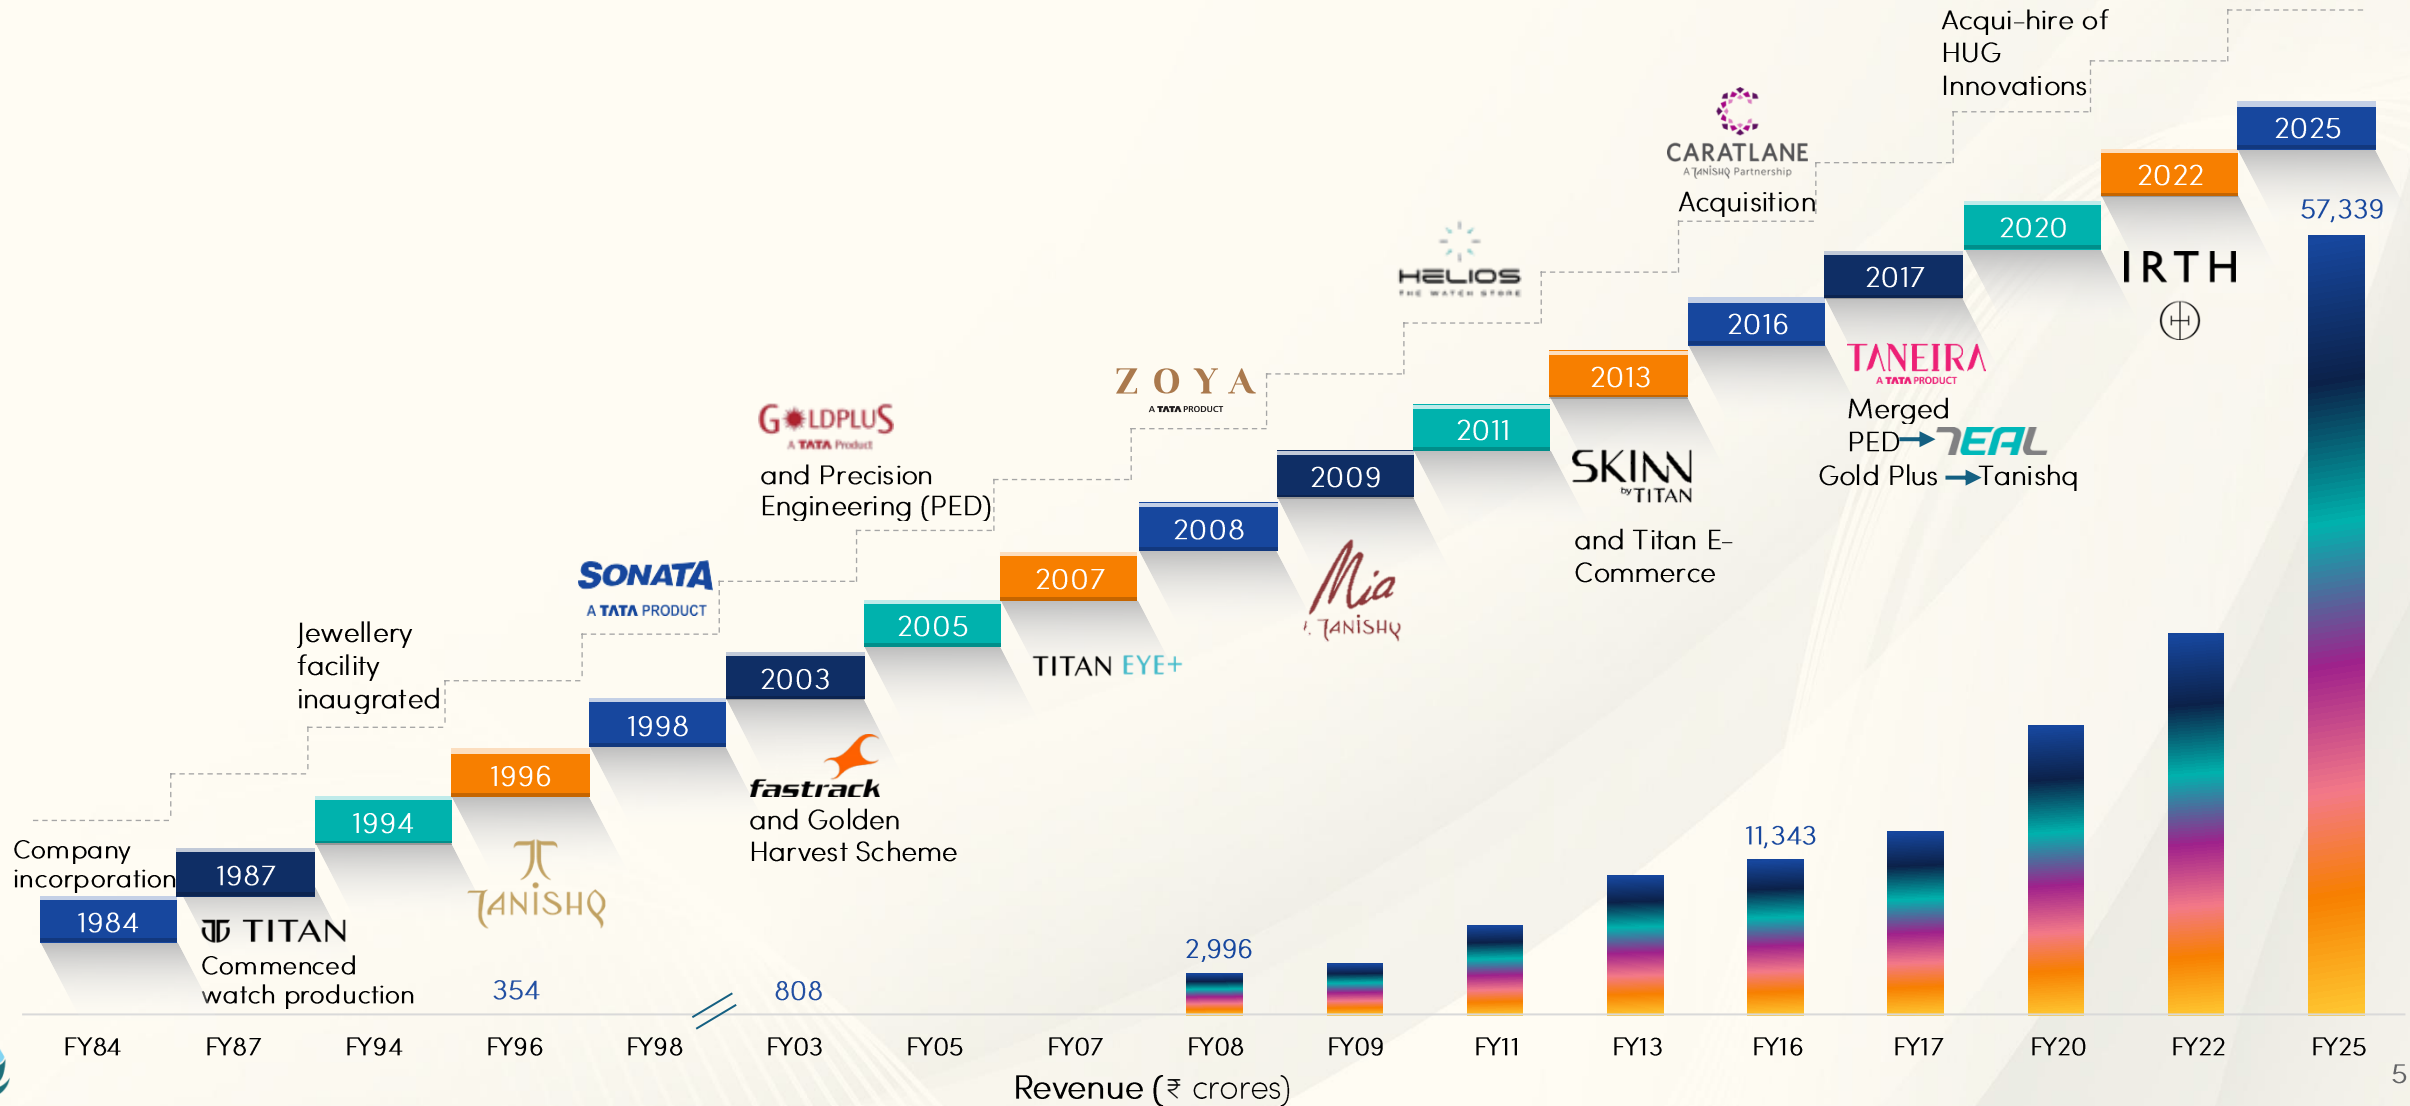 Company
incorporation
1984
1987
TITAN
Commenced
watch production
Jewellery
facility
inaugrated
1994
1996
TANISHQ
SONATA
A TATA PRODUCT
1998
2003
fastrack
and Golden
Harvest Scheme
GOLDPLUS
A TATA Product
and Precision
Engineering (PED)
2005
2007
TITAN EYE+
ZOYA
A TATA PRODUCT
2008
2009
Mia
TANISHQ
HELIOS
THE WATCH STORE
2011
2013
SKINN
by TITAN
and Titan E-
Commerce
CARATLANE
A TANISHQ Partnership
Acquisition
2016
2017
TANEIRA
A TATA PRODUCT
Merged
PED TEAL
Gold Plus Tanishq
Acqui-hire of
HUG
Innovations
2020
2022
IRTH
2025
354
808
2,996
11,343
57,339
FY84 FY87 FY94 FY96 FY98 FY03 FY05 FY07 FY08 FY09 FY11 FY13 FY16 FY17 FY20 FY22 FY25
Revenue (₹ crores)
5